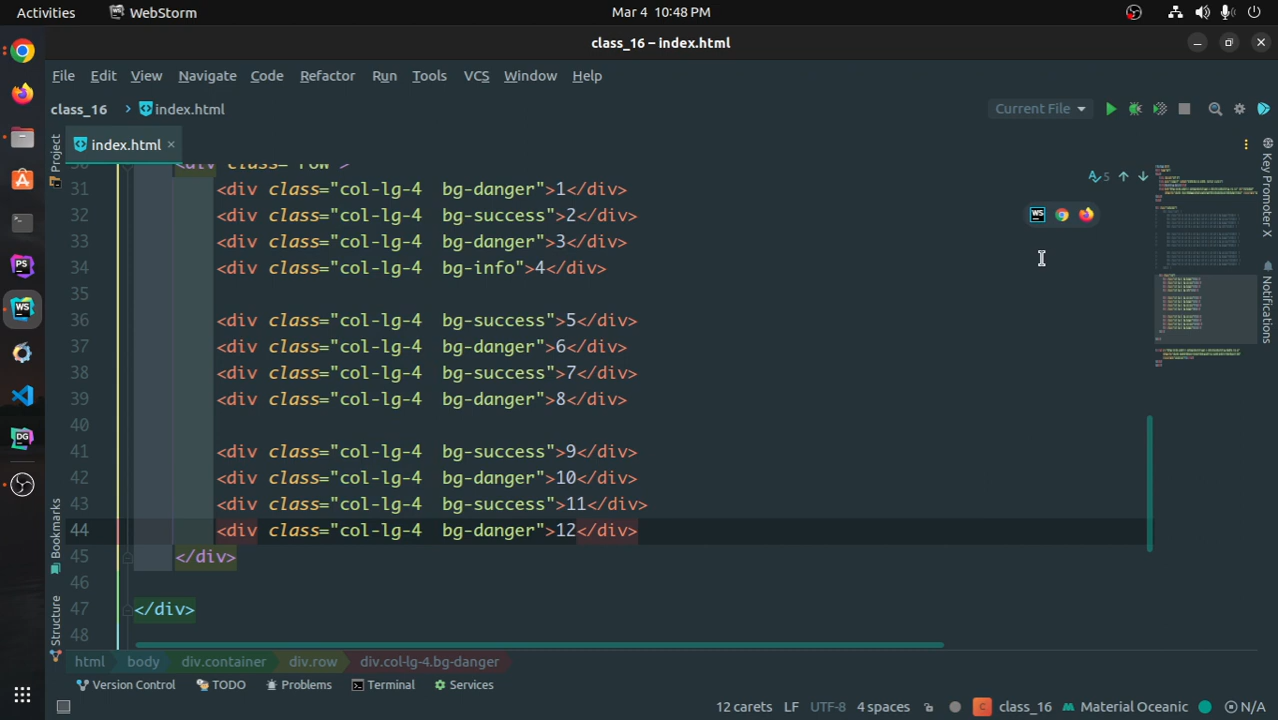 Activities WebStorm Mar 4 10:48 PM
class_16 – index.html
File Edit View Navigate Code Refactor Run Tools VCS Window Help
class_16 index.html Current File
index.html
Project
Bookmarks
Structure
Key Promoter X
Notifications
5
30 <div class="row">
31 <div class="col-lg-4  bg-danger">1</div>
32 <div class="col-lg-4  bg-success">2</div>
33 <div class="col-lg-4  bg-danger">3</div>
34 <div class="col-lg-4  bg-info">4</div>
35
36 <div class="col-lg-4  bg-success">5</div>
37 <div class="col-lg-4  bg-danger">6</div>
38 <div class="col-lg-4  bg-success">7</div>
39 <div class="col-lg-4  bg-danger">8</div>
40
41 <div class="col-lg-4  bg-success">9</div>
42 <div class="col-lg-4  bg-danger">10</div>
43 <div class="col-lg-4  bg-success">11</div>
44 <div class="col-lg-4  bg-danger">12</div>
45 </div>
46
47 </div>
48
html body div.container div.row div.col-lg-4.bg-danger
Version Control TODO Problems Terminal Services
12 carets LF UTF-8 4 spaces C class_16 Material Oceanic N/A